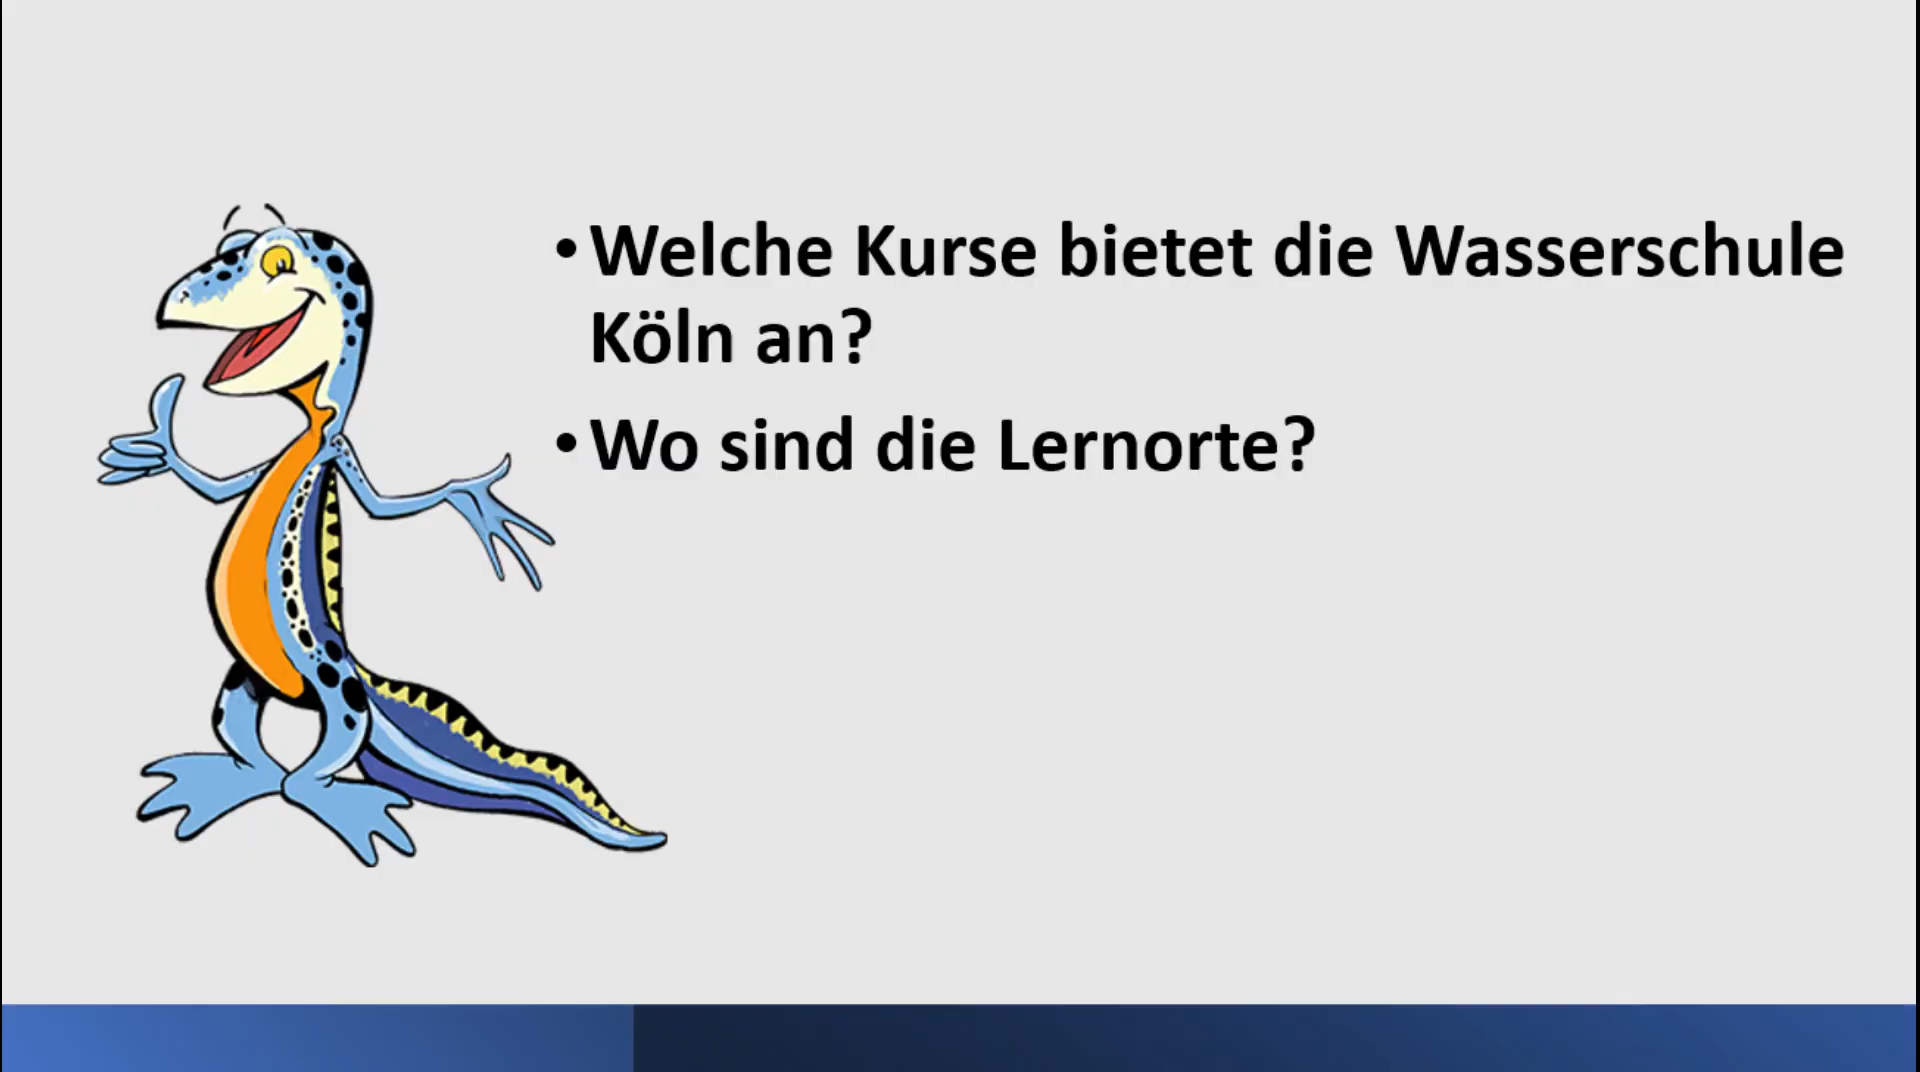 • Welche Kurse bietet die Wasserschule
Köln an?
• Wo sind die Lernorte?